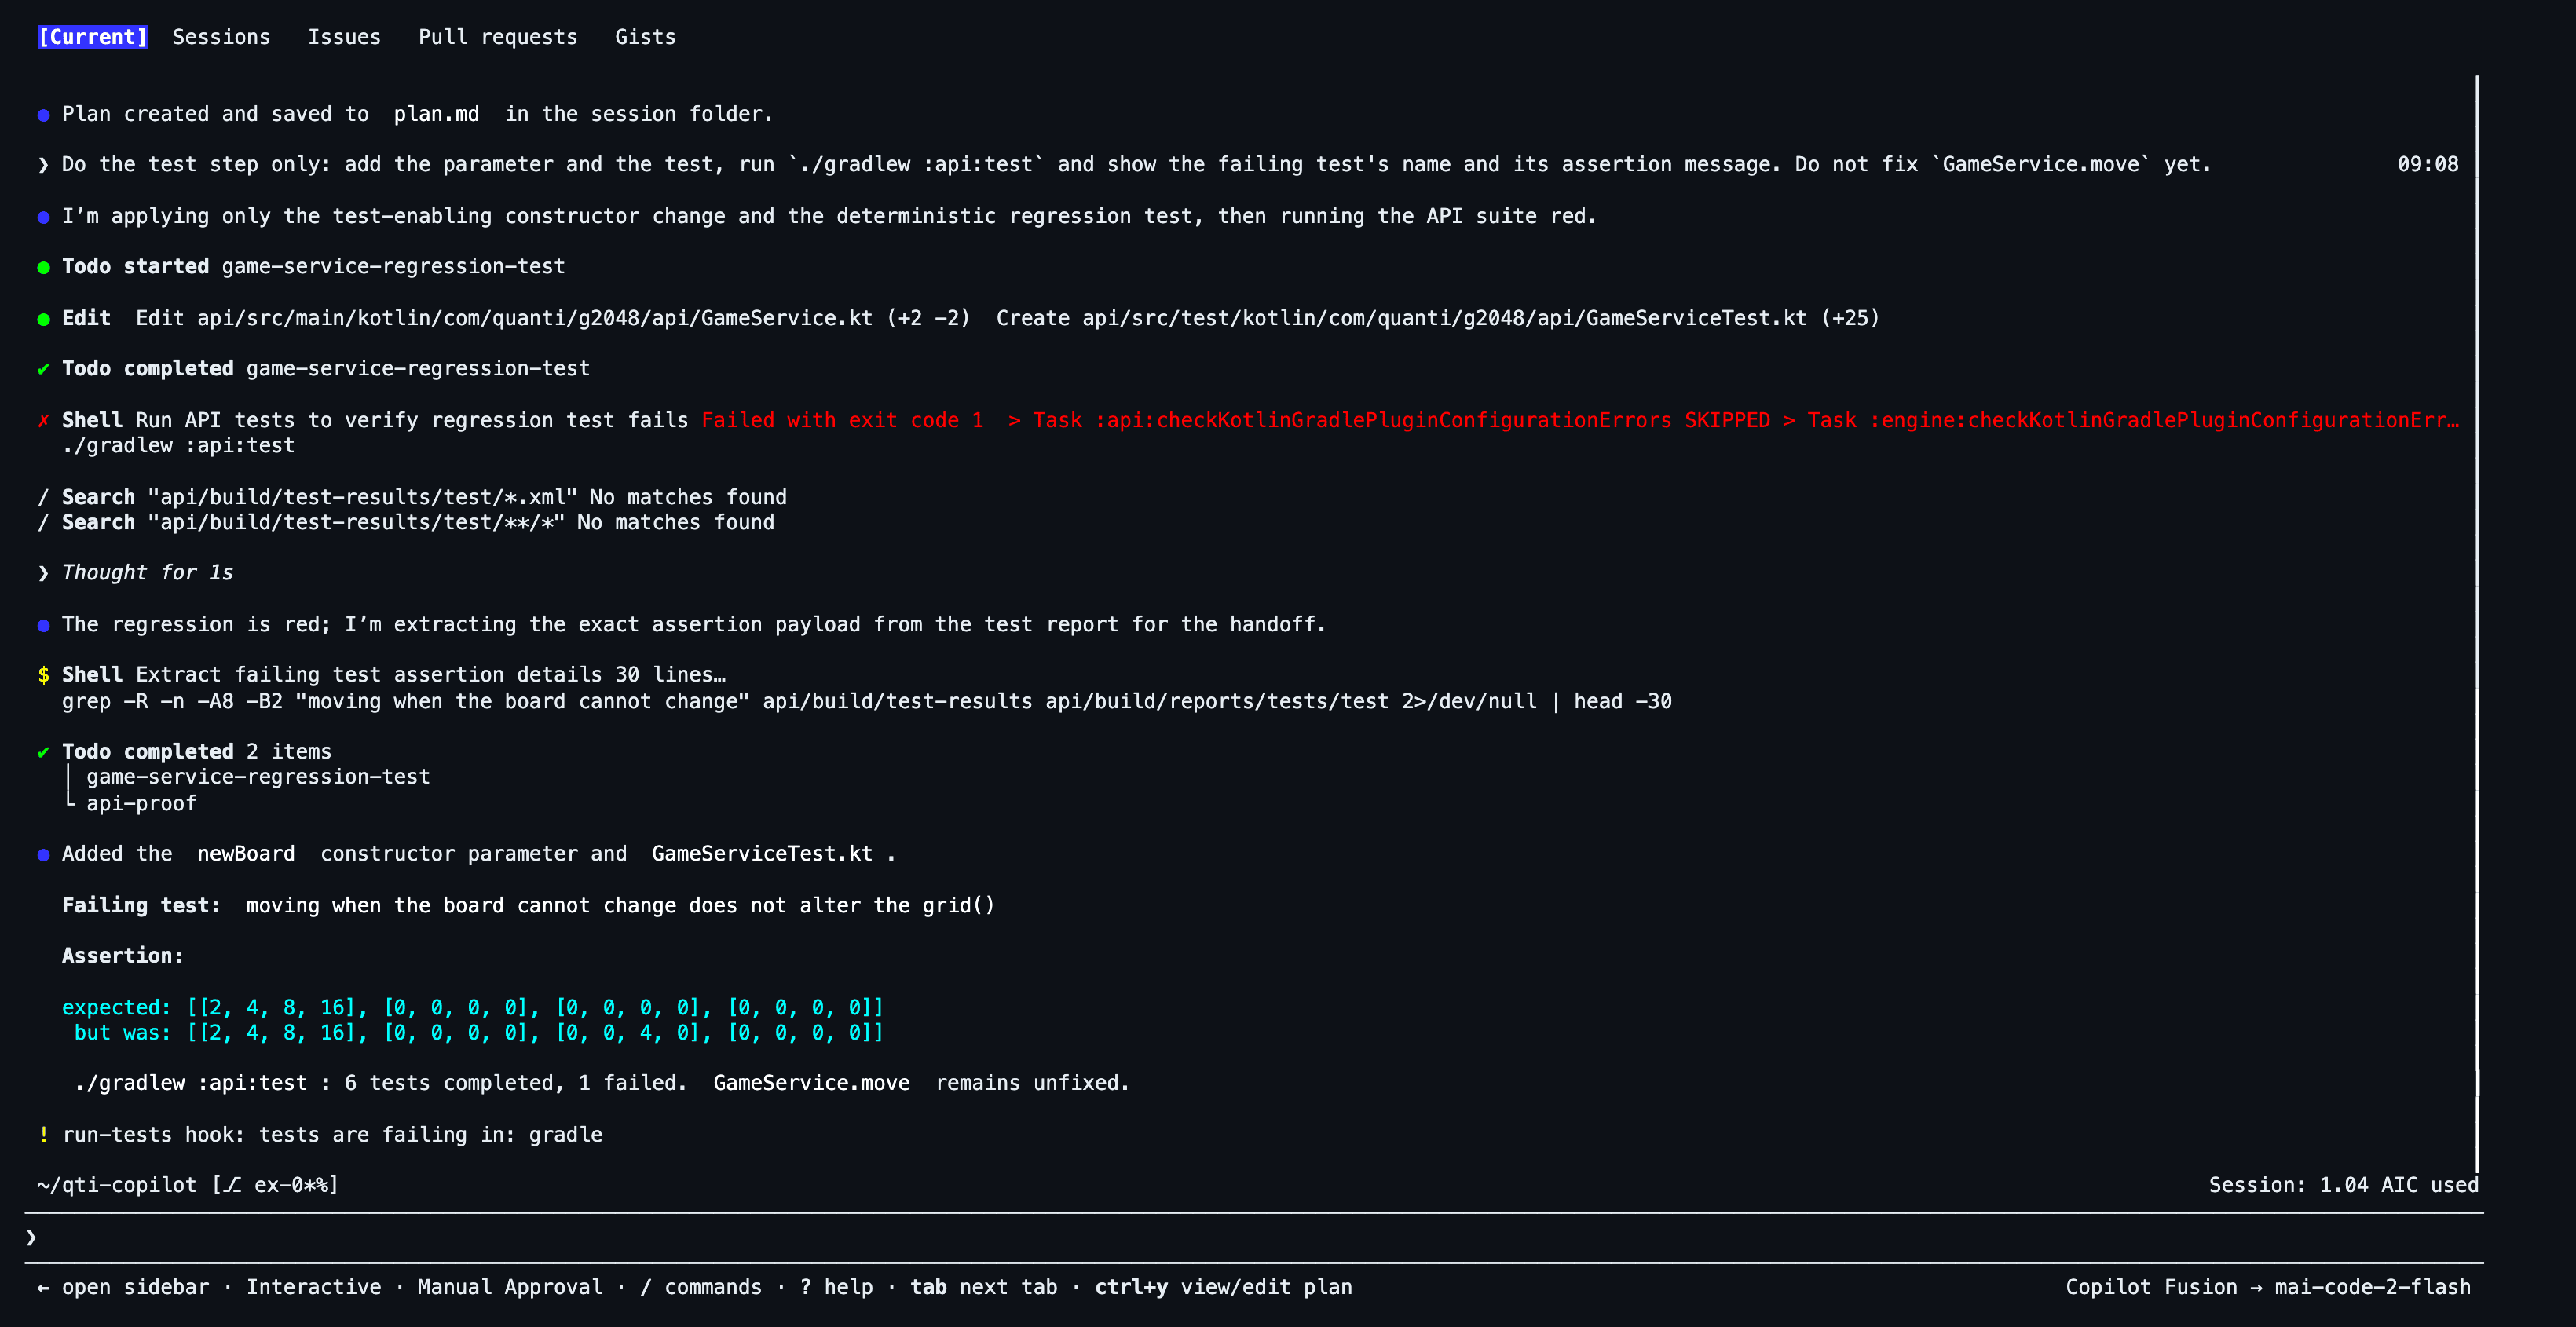 [Current] Sessions Issues Pull requests Gists
● Plan created and saved to plan.md in the session folder.
❯ Do the test step only: add the parameter and the test, run `./gradlew :api:test` and show the failing test's name and its assertion message. Do not fix `GameService.move` yet. 09:08
● I’m applying only the test-enabling constructor change and the deterministic regression test, then running the API suite red.
● Todo started game-service-regression-test
● Edit Edit api/src/main/kotlin/com/quanti/g2048/api/GameService.kt (+2 -2) Create api/src/test/kotlin/com/quanti/g2048/api/GameServiceTest.kt (+25)
✔ Todo completed game-service-regression-test
✗ Shell Run API tests to verify regression test fails Failed with exit code 1 > Task :api:checkKotlinGradlePluginConfigurationErrors SKIPPED > Task :engine:checkKotlinGradlePluginConfigurationErr…
./gradlew :api:test
/ Search "api/build/test-results/test/*.xml" No matches found
/ Search "api/build/test-results/test/**/*" No matches found
❯ Thought for 1s
● The regression is red; I’m extracting the exact assertion payload from the test report for the handoff.
$ Shell Extract failing test assertion details 30 lines…
grep -R -n -A8 -B2 "moving when the board cannot change" api/build/test-results api/build/reports/tests/test 2>/dev/null | head -30
✔ Todo completed 2 items
│ game-service-regression-test
└ api-proof
● Added the newBoard constructor parameter and GameServiceTest.kt .
Failing test: moving when the board cannot change does not alter the grid()
Assertion:
expected: [[2, 4, 8, 16], [0, 0, 0, 0], [0, 0, 0, 0], [0, 0, 0, 0]]
but was: [[2, 4, 8, 16], [0, 0, 0, 0], [0, 0, 4, 0], [0, 0, 0, 0]]
./gradlew :api:test : 6 tests completed, 1 failed. GameService.move remains unfixed.
! run-tests hook: tests are failing in: gradle
~/qti-copilot [⎇ ex-0*%] Session: 1.04 AIC used
❯
← open sidebar · Interactive · Manual Approval · / commands · ? help · tab next tab · ctrl+y view/edit plan Copilot Fusion → mai-code-2-flash